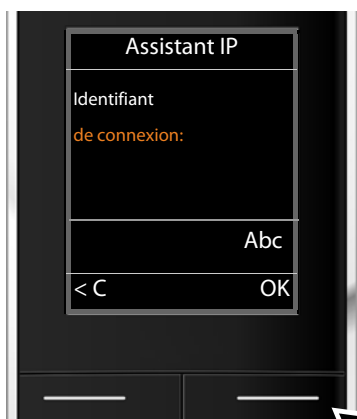 Assistant IP
Identifiant
de connexion:
Abc
< C
OK